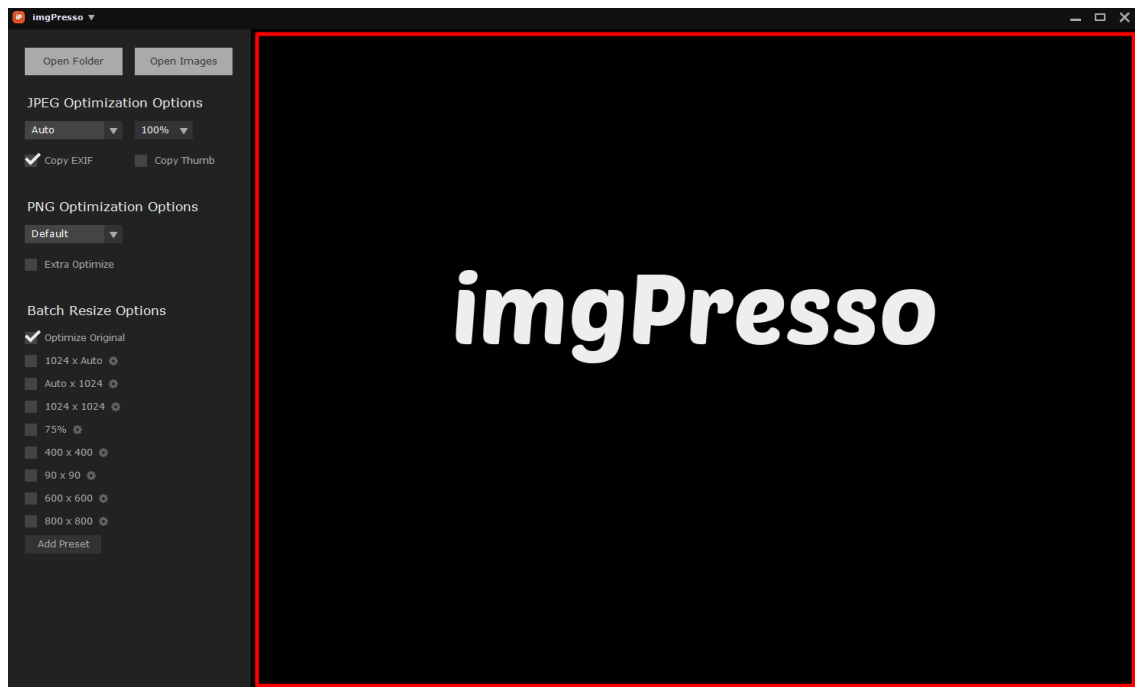 iP imgPresso
Open Folder Open Images
JPEG Optimization Options
Auto 100%
Copy EXIF Copy Thumb
PNG Optimization Options
Default
Extra Optimize
Batch Resize Options
Optimize Original
1024 x Auto
Auto x 1024
1024 x 1024
75%
400 x 400
90 x 90
600 x 600
800 x 800
Add Preset
imgPresso